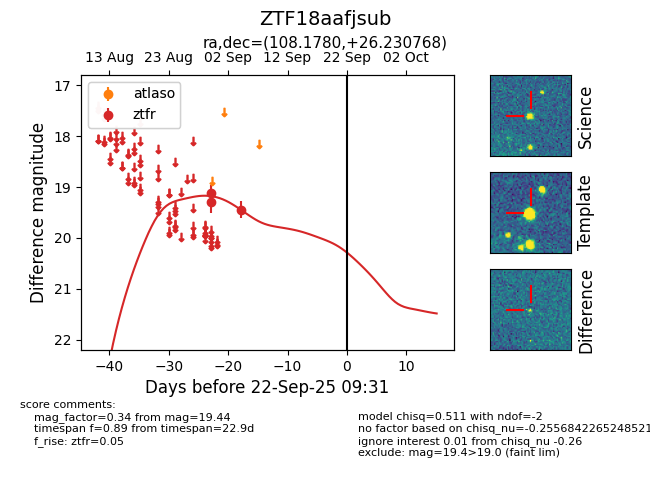 ZTF18aafjsub
ra,dec=(108.1780,+26.230768)
13 Aug 23 Aug 02 Sep 12 Sep 22 Sep 02 Oct
17
18
19
20
21
22
Difference magnitude
atlaso
ztfr
−40 −30 −20 −10 0 10
Days before 22-Sep-25 09:31
Science
Template
Difference
score comments:
mag_factor=0.34 from mag=19.44
timespan f=0.89 from timespan=22.9d
f_rise: ztfr=0.05
model chisq=0.511 with ndof=-2
no factor based on chisq_nu=-0.2556842265248521
ignore interest 0.01 from chisq_nu -0.26
exclude: mag=19.4>19.0 (faint lim)